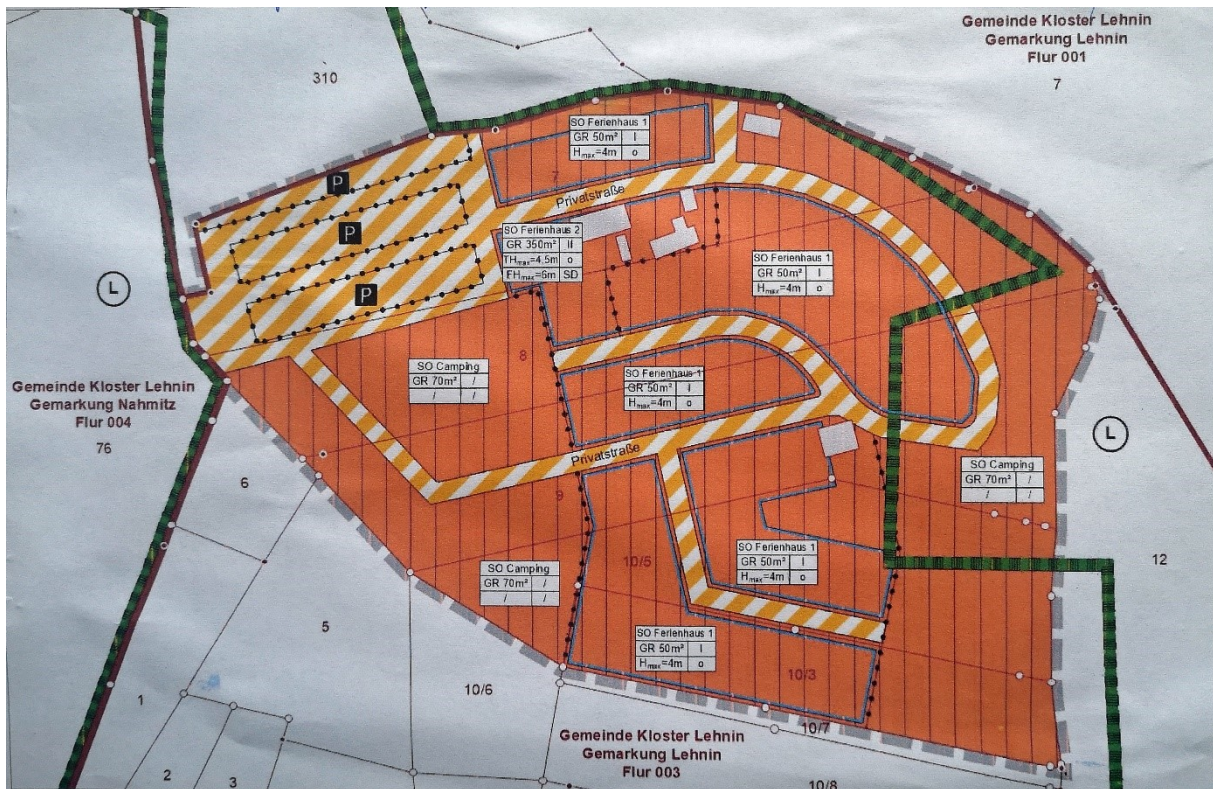 Gemeinde Kloster Lehnin
Gemarkung Lehnin
Flur 001
7
310
SO Ferienhaus 1
GR 50m² I
Hmax=4m o
7
P
P
P
Privatstraße
SO Ferienhaus 2
GR 350m² II
TH max=4,5m o
FH max=6m SD
SO Ferienhaus 1
GR 50m² I
Hmax=4m o
L
8
SO Camping
GR 70m² /
/ /
SO Ferienhaus 1
GR 50m² I
Hmax=4m o
Gemeinde Kloster Lehnin
Gemarkung Nahmitz
Flur 004
76
L
Privatstraße
SO Camping
GR 70m² /
/ /
6
9
SO Ferienhaus 1
GR 50m² I
Hmax=4m o
10/5
12
SO Camping
GR 70m² /
/ /
5
SO Ferienhaus 1
GR 50m² I
Hmax=4m o
10/3
10/6
1
10/7
Gemeinde Kloster Lehnin
Gemarkung Lehnin
Flur 003
2
3
10/8